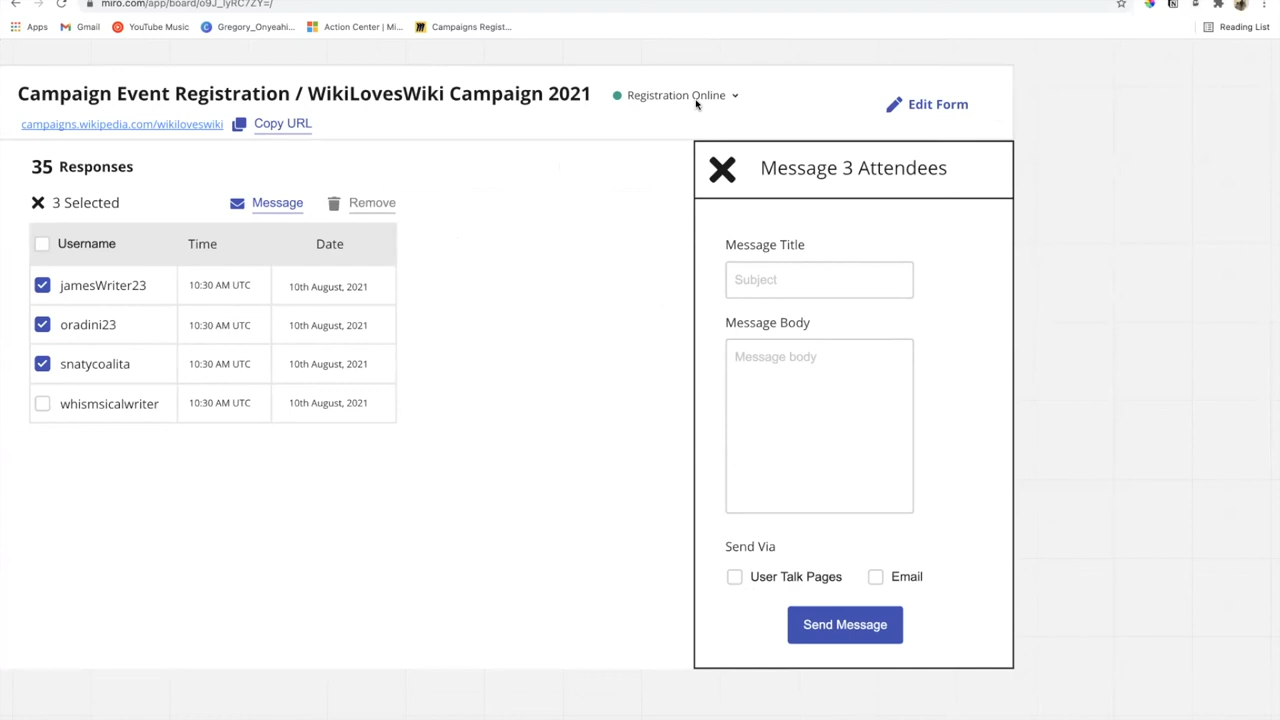 miro.com/app/board/o9J_lyRC7ZY=/
Apps Gmail YouTube Music Gregory_Onyeahi... Action Center | Mi... Campaigns Regist... Reading List
Campaign Event Registration / WikiLovesWiki Campaign 2021
Registration Online
Edit Form
campaigns.wikipedia.com/wikiloveswiki Copy URL
35 Responses
3 Selected Message Remove
Username Time Date
jamesWriter23 10:30 AM UTC 10th August, 2021
oradini23 10:30 AM UTC 10th August, 2021
snatycoalita 10:30 AM UTC 10th August, 2021
whismsicalwriter 10:30 AM UTC 10th August, 2021
Message 3 Attendees
Message Title
Subject
Message Body
Message body
Send Via
User Talk Pages Email
Send Message